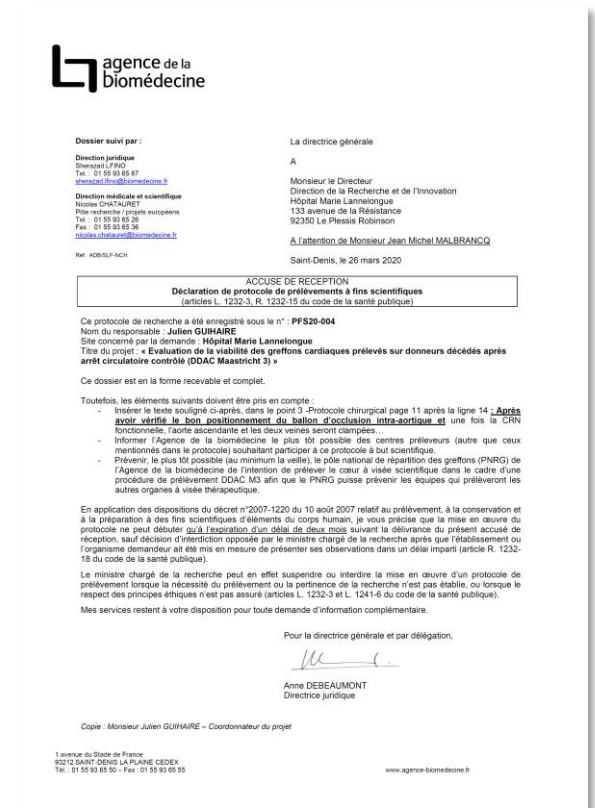 agence de la
biomédecine
Dossier suivi par :
Direction juridique
Sherazad LFINO
Tel. : 01 55 93 65 67
sherazad.lfino@biomedecine.fr
Direction médicale et scientifique
Nicolas CHATAURET
Pôle recherche / projets européens
Tel. : 01 55 93 65 26
Fax : 01 55 93 65 36
nicolas.chatauret@biomedecine.fr
Réf. ADB/SLF-NCH
La directrice générale
A
Monsieur le Directeur
Direction de la Recherche et de l'Innovation
Hôpital Marie Lannelongue
133 avenue de la Résistance
92350 Le Plessis Robinson
A l'attention de Monsieur Jean Michel MALBRANCQ
Saint-Denis, le 26 mars 2020
ACCUSE DE RECEPTION
Déclaration de protocole de prélèvements à fins scientifiques
(articles L. 1232-3, R. 1232-15 du code de la santé publique)
Ce protocole de recherche a été enregistré sous le n° : PFS20-004
Nom du responsable : Julien GUIHAIRE
Site concerné par la demande : Hôpital Marie Lannelongue
Titre du projet : « Evaluation de la viabilité des greffons cardiaques prélevés sur donneurs décédés après
arrêt circulatoire contrôlé (DDAC Maastricht 3) »
Ce dossier est en la forme recevable et complet.
Toutefois, les éléments suivants doivent être pris en compte :
- Insérer le texte souligné ci-après, dans le point 3 -Protocole chirurgical page 11 après la ligne 14 : Après
avoir vérifié le bon positionnement du ballon d'occlusion intra-aortique et une fois la CRN
fonctionnelle, l'aorte ascendante et les deux veines seront clampées…
- Informer l'Agence de la biomédecine le plus tôt possible des centres préleveurs (autre que ceux
mentionnés dans le protocole) souhaitant participer à ce protocole à but scientifique.
- Prévenir, le plus tôt possible (au minimum la veille), le pôle national de répartition des greffons (PNRG) de
l'Agence de la biomédecine de l'intention de prélever le cœur à visée scientifique dans le cadre d'une
procédure de prélèvement DDAC M3 afin que le PNRG puisse prévenir les équipes qui prélèveront les
autres organes à visée thérapeutique.
En application des dispositions du décret n°2007-1220 du 10 août 2007 relatif au prélèvement, à la conservation et
à la préparation à des fins scientifiques d'éléments du corps humain, je vous précise que la mise en œuvre du
protocole ne peut débuter qu'à l'expiration d'un délai de deux mois suivant la délivrance du présent accusé de
réception, sauf décision d'interdiction opposée par le ministre chargé de la recherche après que l'établissement ou
l'organisme demandeur ait été mis en mesure de présenter ses observations dans un délai imparti (article R. 1232-
18 du code de la santé publique).
Le ministre chargé de la recherche peut en effet suspendre ou interdire la mise en œuvre d'un protocole de
prélèvement lorsque la nécessité du prélèvement ou la pertinence de la recherche n'est pas établie, ou lorsque le
respect des principes éthiques n'est pas assuré (articles L. 1232-3 et L. 1241-6 du code de la santé publique).
Mes services restent à votre disposition pour toute demande d'information complémentaire.
Pour la directrice générale et par délégation,
Anne DEBEAUMONT
Directrice juridique
Copie : Monsieur Julien GUIHAIRE – Coordonnateur du projet
1 avenue du Stade de France
93212 SAINT-DENIS LA PLAINE CEDEX
Tél. : 01 55 93 65 50 – Fax : 01 55 93 65 55
www.agence-biomedecine.fr